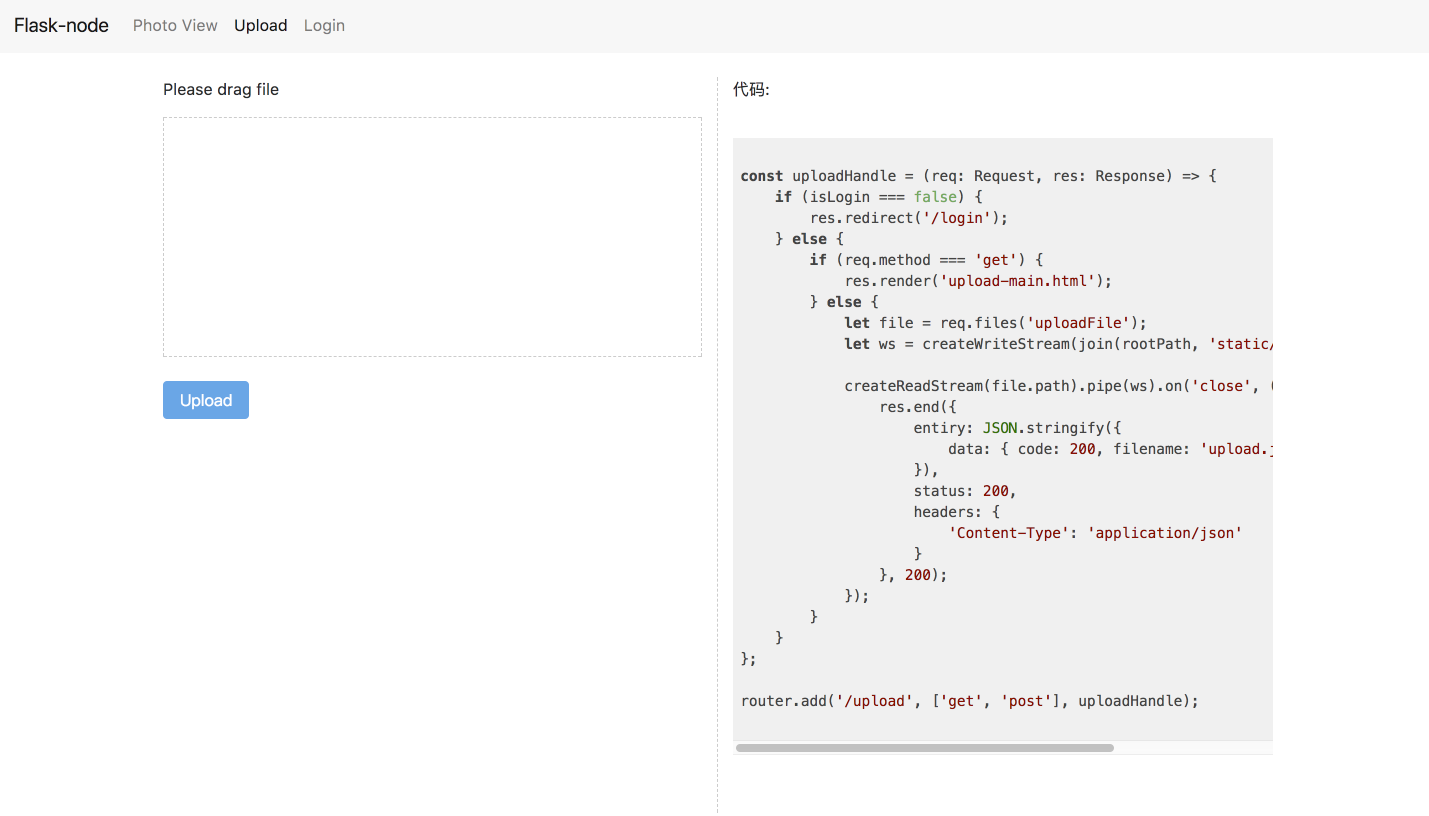 Flask-node Photo View Upload Login
Please drag file
Upload
代码:
const uploadHandle = (req: Request, res: Response) => {
    if (isLogin === false) {
        res.redirect('/login');
    } else {
        if (req.method === 'get') {
            res.render('upload-main.html');
        } else {
            let file = req.files('uploadFile');
            let ws = createWriteStream(join(rootPath, 'static/
            createReadStream(file.path).pipe(ws).on('close', (
                res.end({
                    entiry: JSON.stringify({
                        data: { code: 200, filename: 'upload.j
                    }),
                    status: 200,
                    headers: {
                        'Content-Type': 'application/json'
                    }
                }, 200);
            });
        }
    }
};
router.add('/upload', ['get', 'post'], uploadHandle);